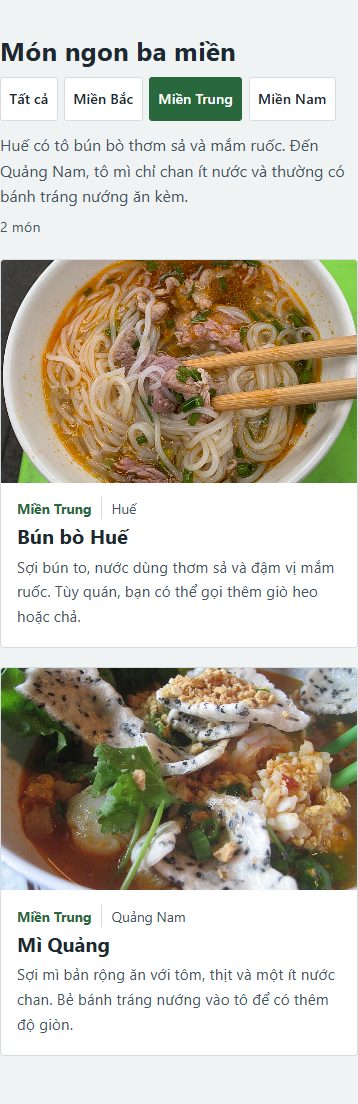 Món ngon ba miền
Tất cả
Miền Bắc
Miền Trung
Miền Nam
Huế có tô bún bò thơm sả và mắm ruốc. Đến
Quảng Nam, tô mì chỉ chan ít nước và thường có
bánh tráng nướng ăn kèm.
2 món
Miền Trung
Huế
Bún bò Huế
Sợi bún to, nước dùng thơm sả và đậm vị mắm
ruốc. Tùy quán, bạn có thể gọi thêm giò heo
hoặc chả.
Miền Trung
Quảng Nam
Mì Quảng
Sợi mì bản rộng ăn với tôm, thịt và một ít nước
chan. Bẻ bánh tráng nướng vào tô để có thêm
độ giòn.